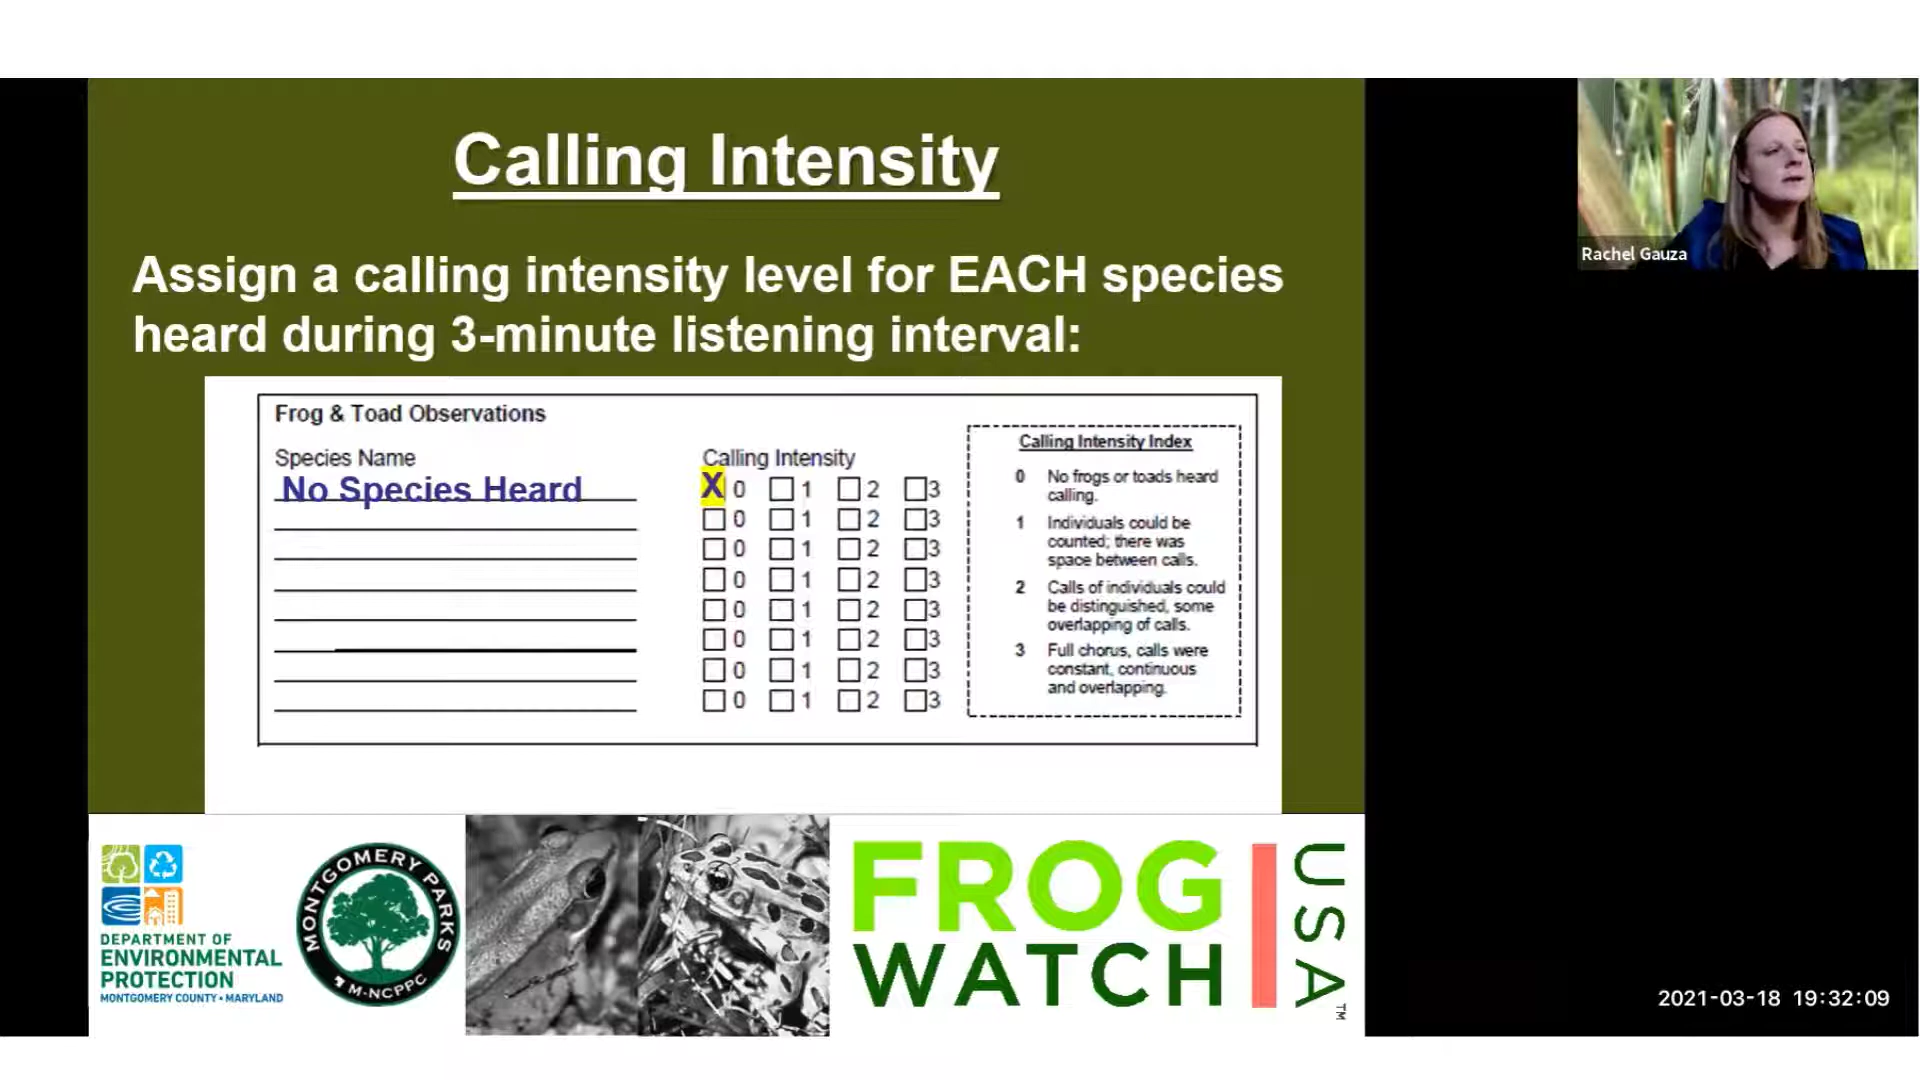 Calling Intensity
Assign a calling intensity level for EACH species
heard during 3-minute listening interval:
Frog & Toad Observations
Species Name
Calling Intensity
No Species Heard
X 0 1 2 3
0 1 2 3
0 1 2 3
0 1 2 3
0 1 2 3
0 1 2 3
0 1 2 3
0 1 2 3
Calling Intensity Index
0 No frogs or toads heard
calling.
1 Individuals could be
counted; there was
space between calls.
2 Calls of individuals could
be distinguished, some
overlapping of calls.
3 Full chorus, calls were
constant, continuous
and overlapping.
Rachel Gauza
DEPARTMENT OF
ENVIRONMENTAL
PROTECTION
MONTGOMERY COUNTY • MARYLAND
MONTGOMERY PARKS
M-NCPPC
FROG
WATCH
USA
TM
2021-03-18 19:32:09